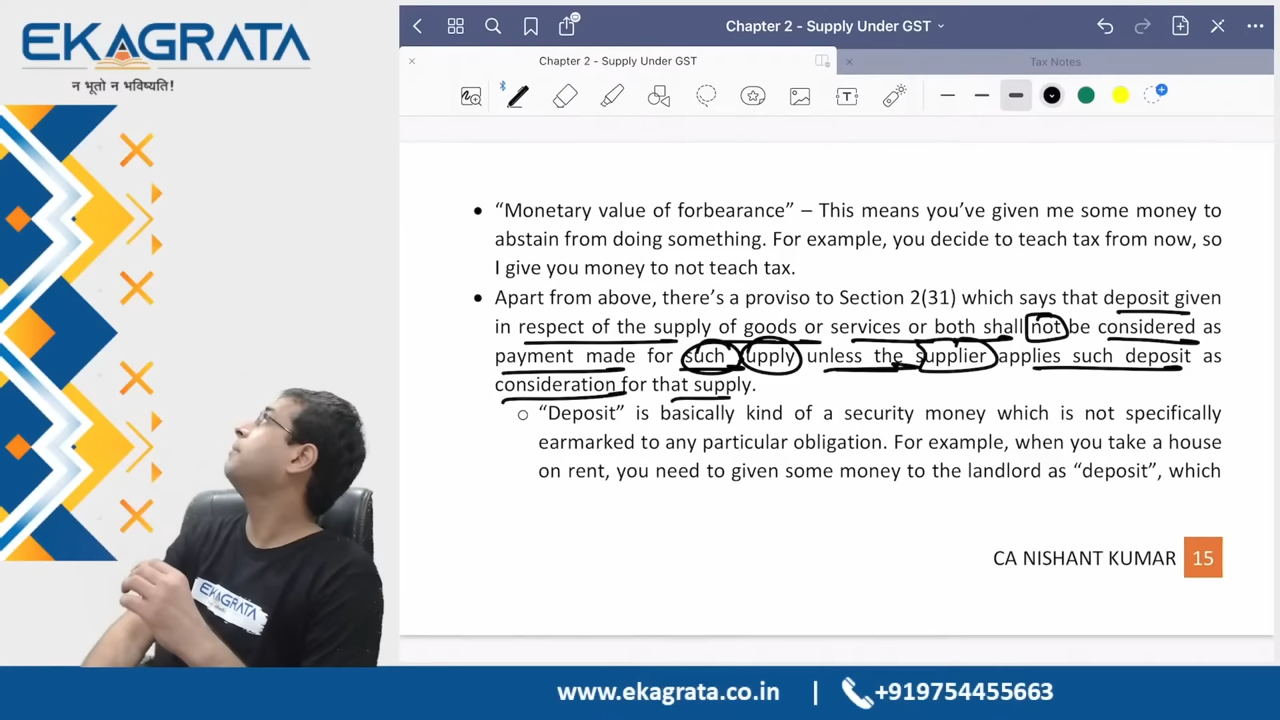 EKAGRATA
न भूतो न भविष्यति!
Chapter 2 - Supply Under GST
Chapter 2 - Supply Under GST
Tax Notes
• “Monetary value of forbearance” – This means you’ve given me some money to
abstain from doing something. For example, you decide to teach tax from now, so
I give you money to not teach tax.
• Apart from above, there’s a proviso to Section 2(31) which says that deposit given
in respect of the supply of goods or services or both shall not be considered as
payment made for such supply unless the supplier applies such deposit as
consideration for that supply.
o “Deposit” is basically kind of a security money which is not specifically
earmarked to any particular obligation. For example, when you take a house
on rent, you need to given some money to the landlord as “deposit”, which
CA NISHANT KUMAR 15
EKAGRATA
www.ekagrata.co.in | +919754455663